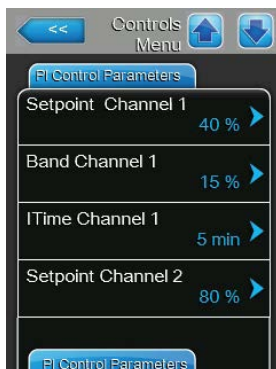 <<
Controls
Menu
PI Control Parameters
Setpoint Channel 1
40 %
Band Channel 1
15 %
ITime Channel 1
5 min
Setpoint Channel 2
80 %
PI Control Parameters